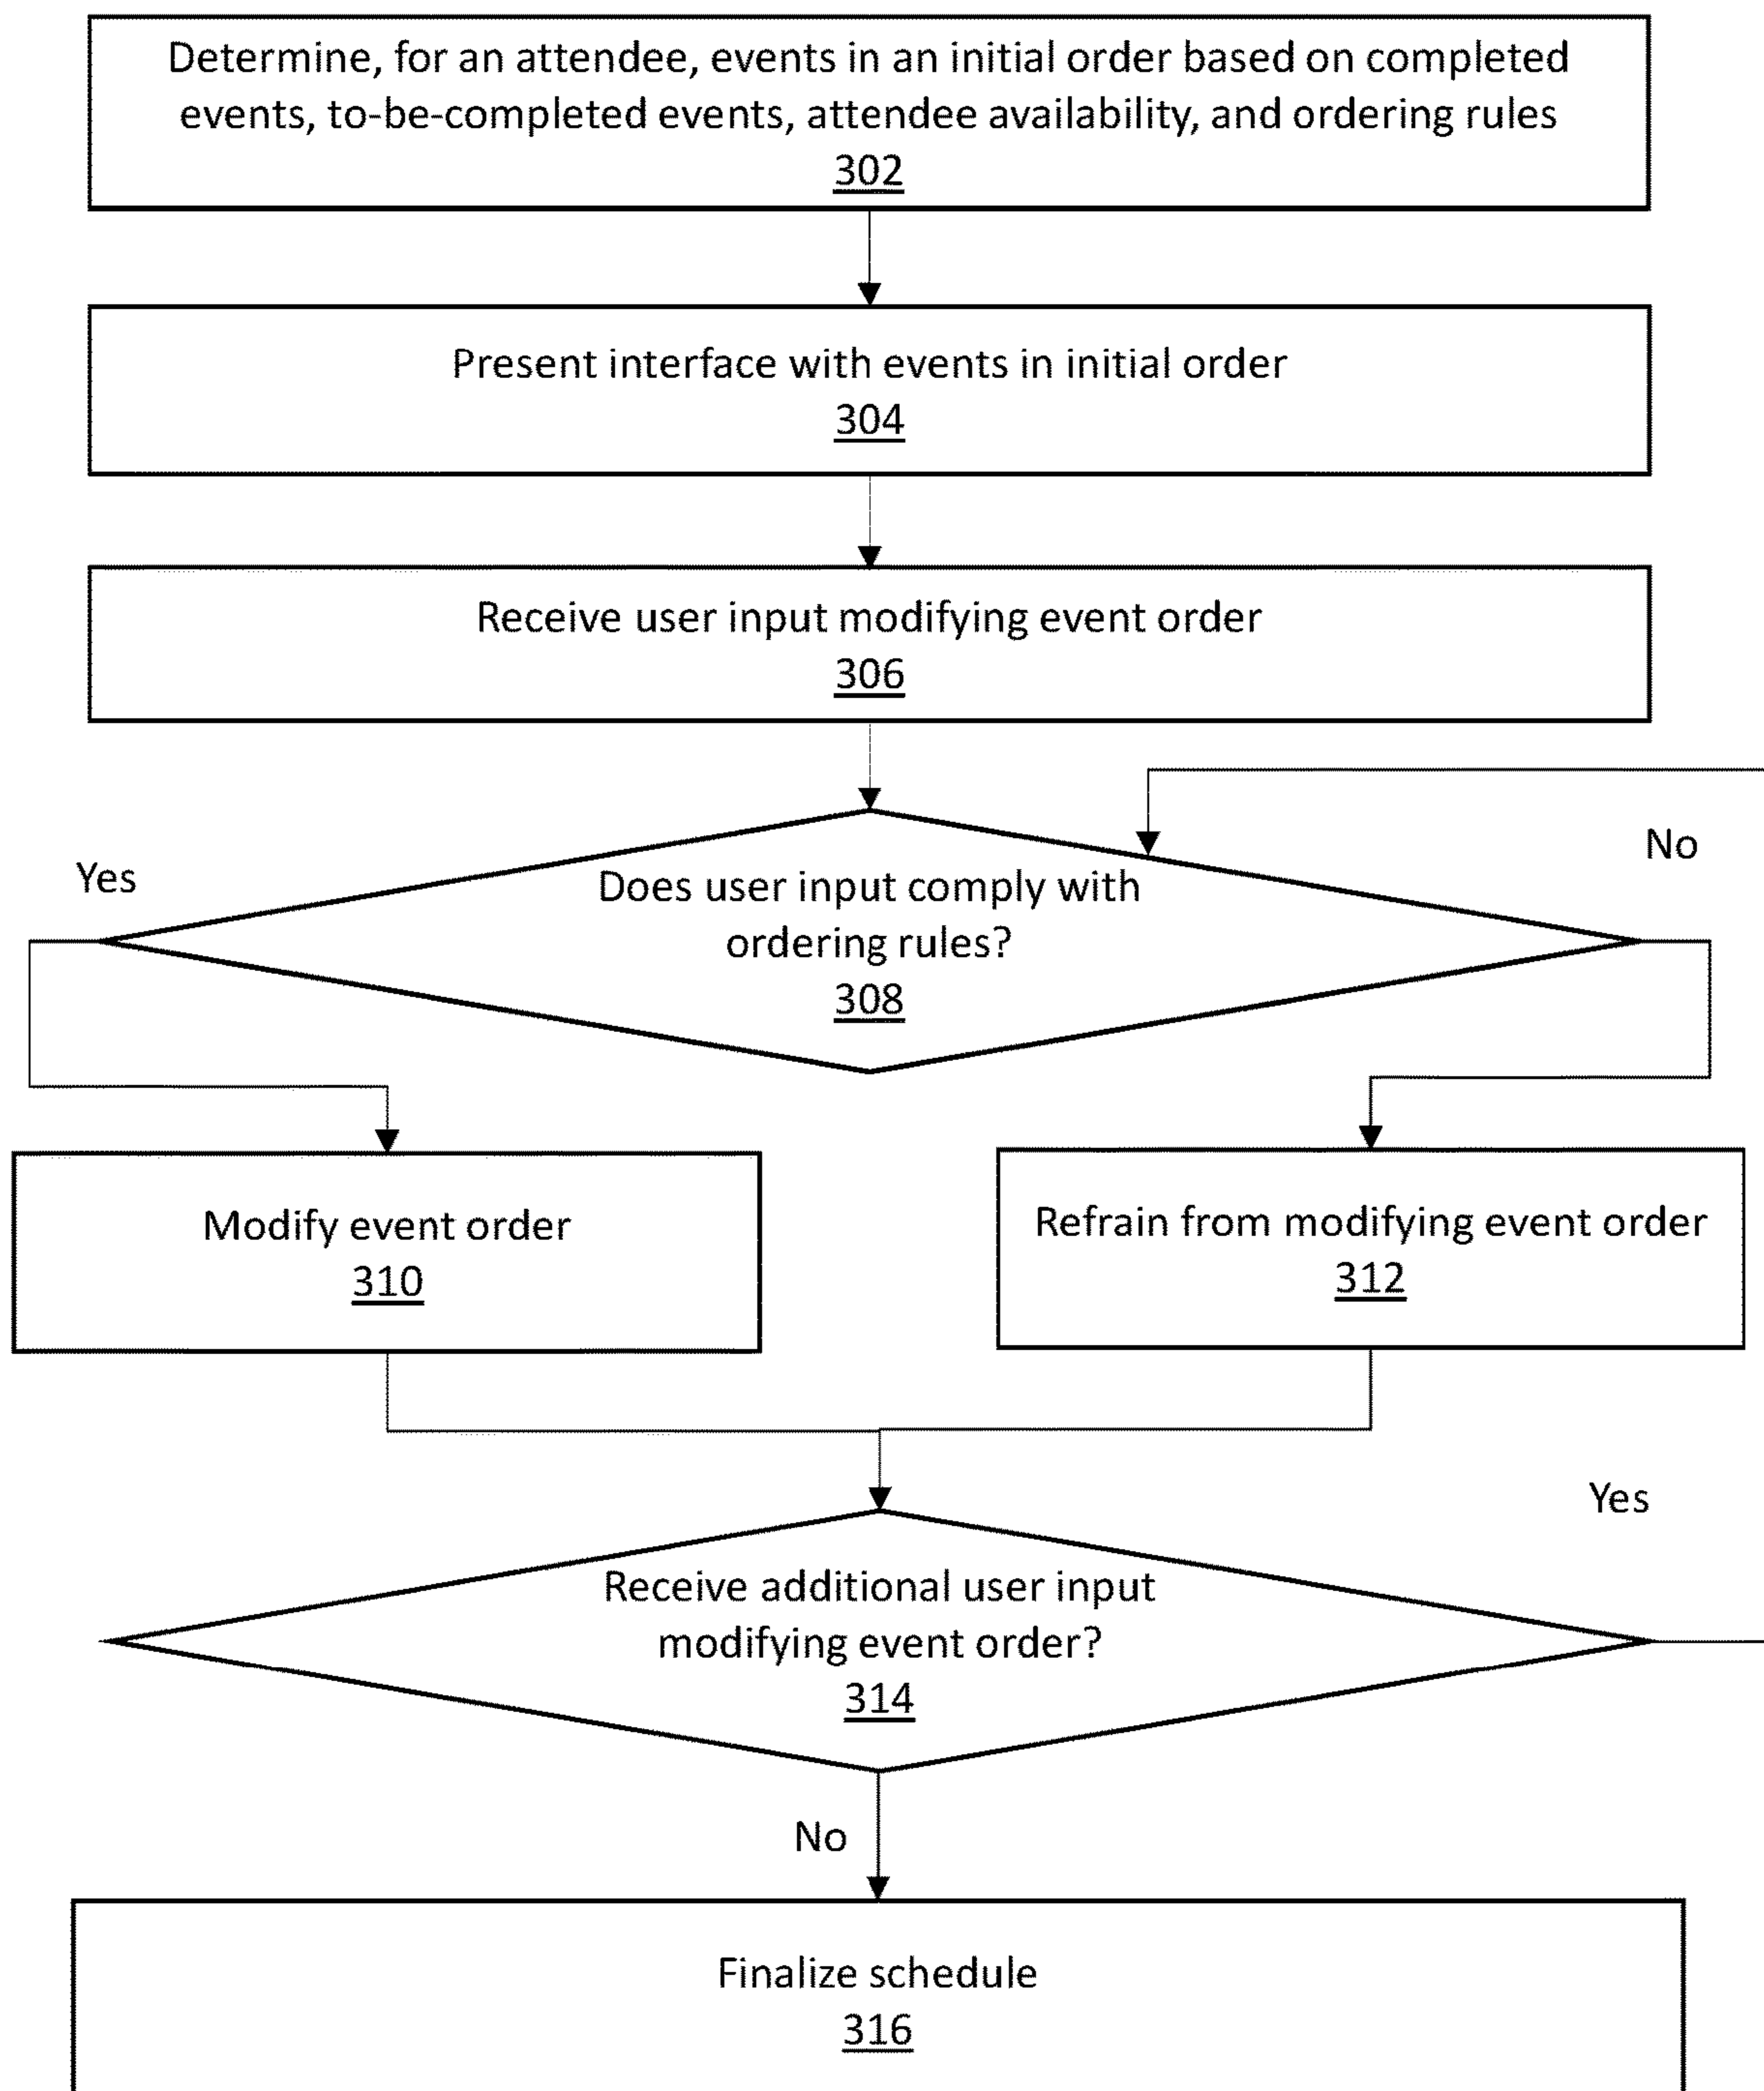 Determine, for an attendee, events in an initial order based on completed
events, to-be-completed events, attendee availability, and ordering rules
302
Present interface with events in initial order
304
Receive user input modifying event order
306
No
Yes
Does user input comply with
ordering rules?
308
Modify event order
310
Refrain from modifying event order
312
Yes
Receive additional user input
modifying event order?
314
No
Finalize schedule
316